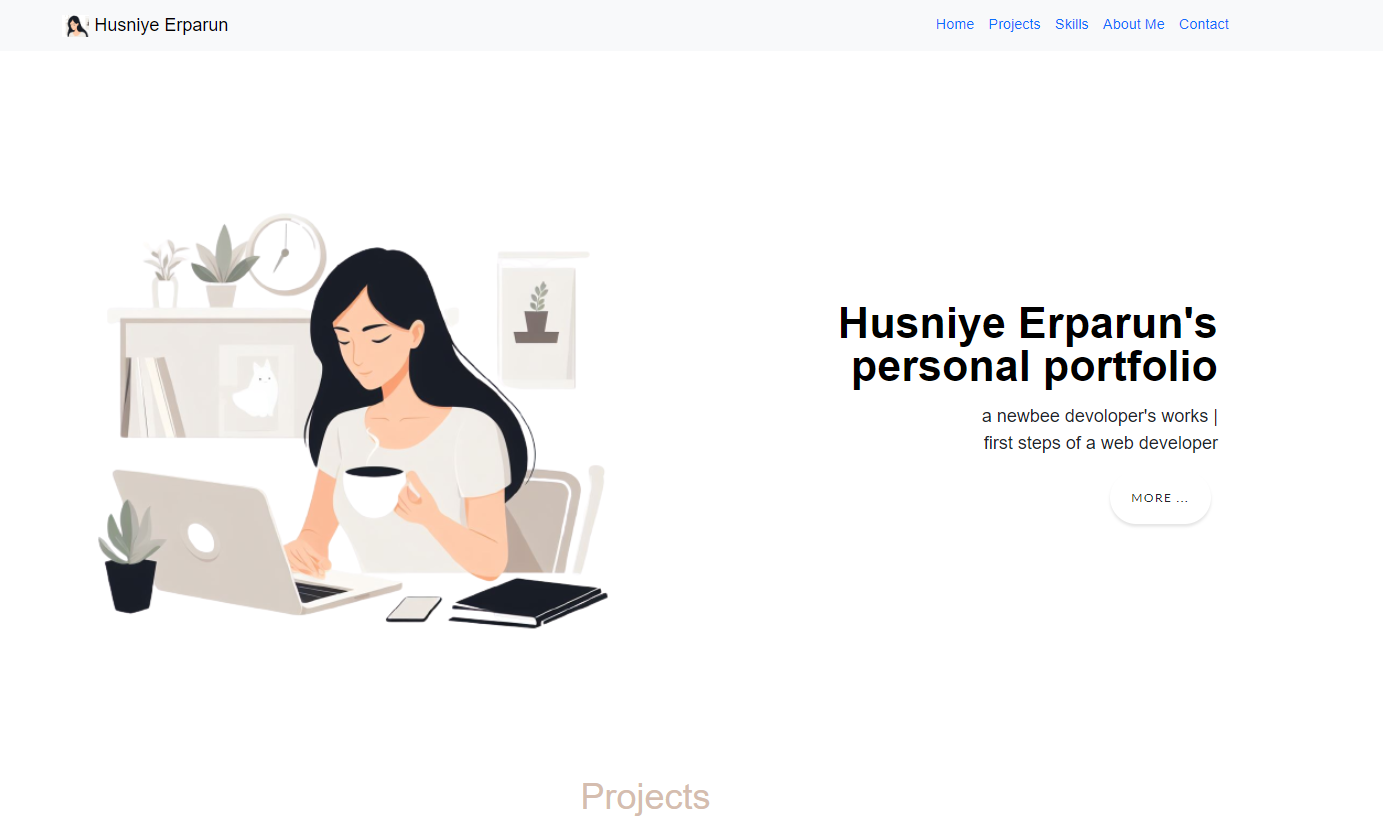 Husniye Erparun
Home Projects Skills About Me Contact
Husniye Erparun's
personal portfolio
a newbee devoloper's works |
first steps of a web developer
MORE ...
Projects